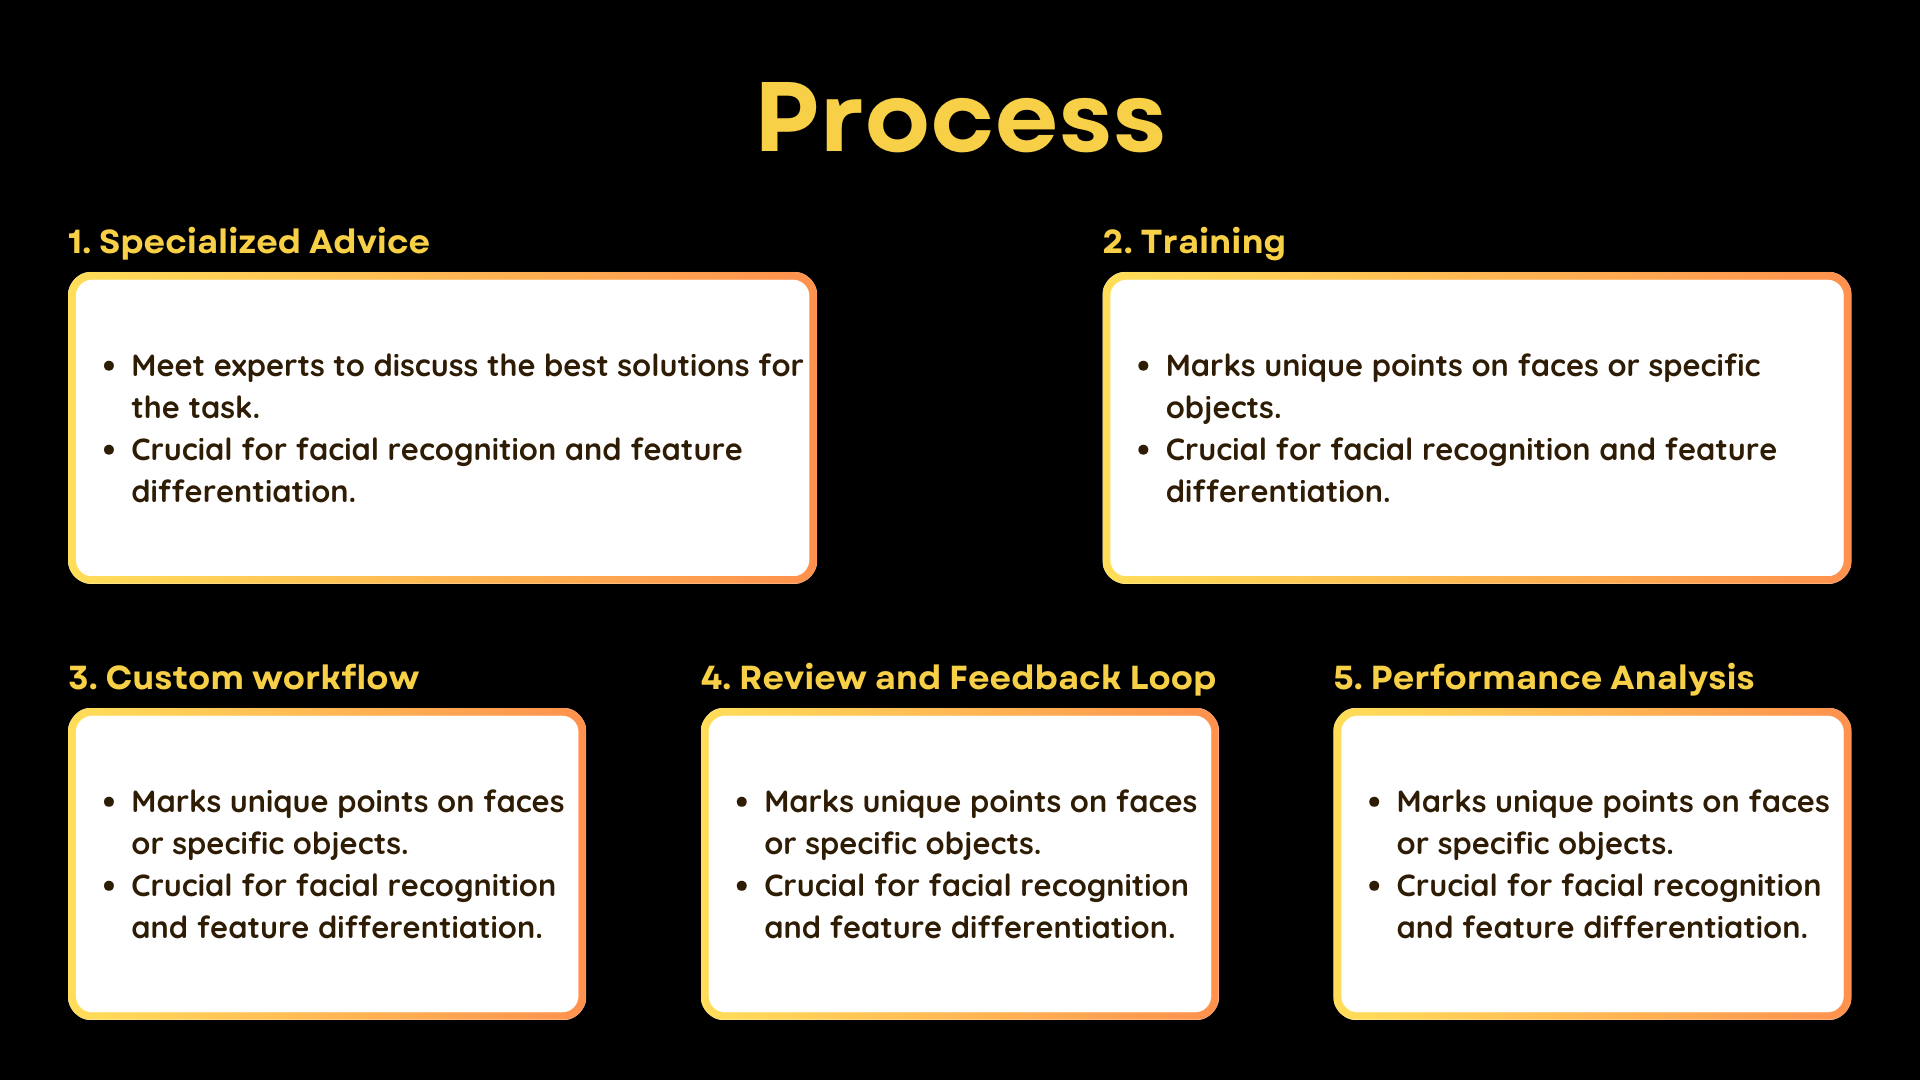 Process
1. Specialized Advice
• Meet experts to discuss the best solutions for
the task.
• Crucial for facial recognition and feature
differentiation.
2. Training
• Marks unique points on faces or specific
objects.
• Crucial for facial recognition and feature
differentiation.
3. Custom workflow
• Marks unique points on faces
or specific objects.
• Crucial for facial recognition
and feature differentiation.
4. Review and Feedback Loop
• Marks unique points on faces
or specific objects.
• Crucial for facial recognition
and feature differentiation.
5. Performance Analysis
• Marks unique points on faces
or specific objects.
• Crucial for facial recognition
and feature differentiation.